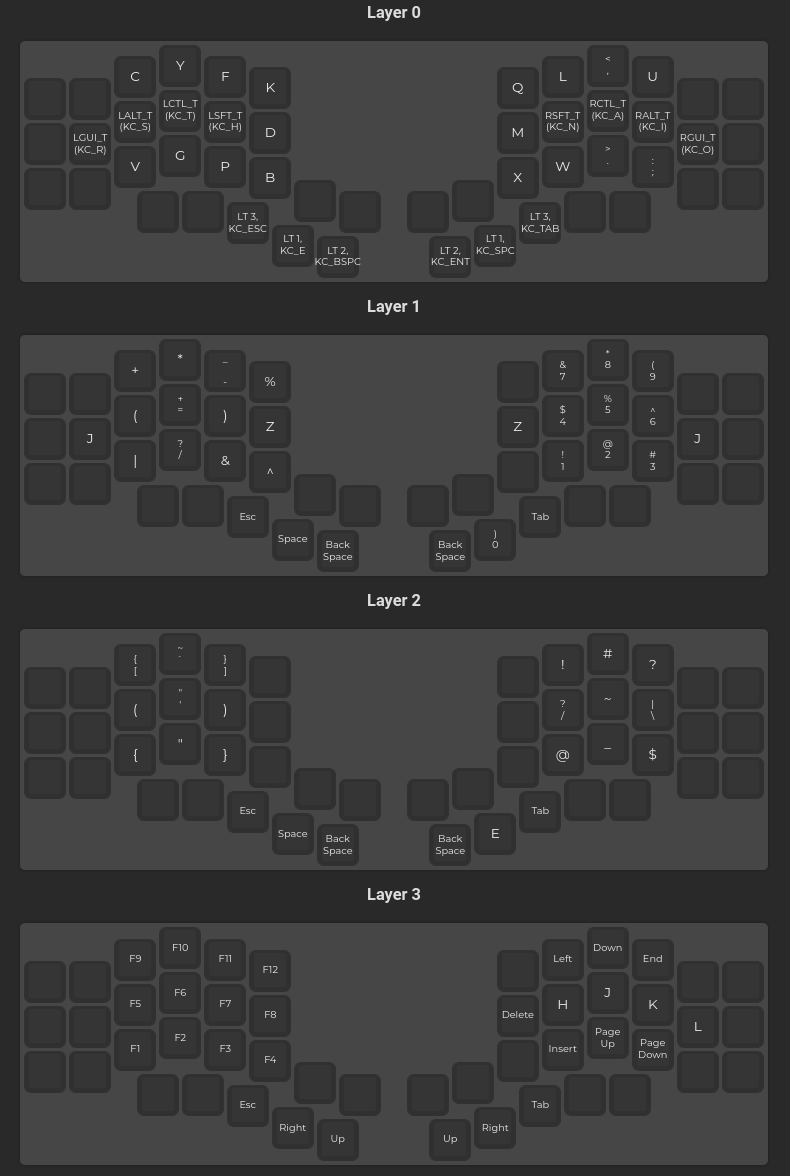 Layer 0
C Y F K Q L < , U
LGUI_T (KC_R) LALT_T (KC_S) LCTL_T (KC_T) LSFT_T (KC_H) D M RSFT_T (KC_N) RCTL_T (KC_A) RALT_T (KC_I) RGUI_T (KC_O)
V G P B X W > . : ;
LT 3, KC_ESC LT 3, KC_TAB
LT 1, KC_E LT 2, KC_BSPC LT 2, KC_ENT LT 1, KC_SPC
Layer 1
+ * _ - % & 7 * 8 ( 9
J ( + = ) Z Z $ 4 % 5 ^ 6 J
| ? / & ^ ! 1 @ 2 # 3
Esc Tab
Space Back Space Back Space ) 0
Layer 2
{ [ ~ ` } ] ! # ?
( " ' ) ? / ~ | \
{ " } @ _ $
Esc Tab
Space Back Space Back Space E
Layer 3
F9 F10 F11 F12 Left Down End
F5 F6 F7 F8 Delete H J K L
F1 F2 F3 F4 Insert Page Up Page Down
Esc Tab
Right Up Up Right